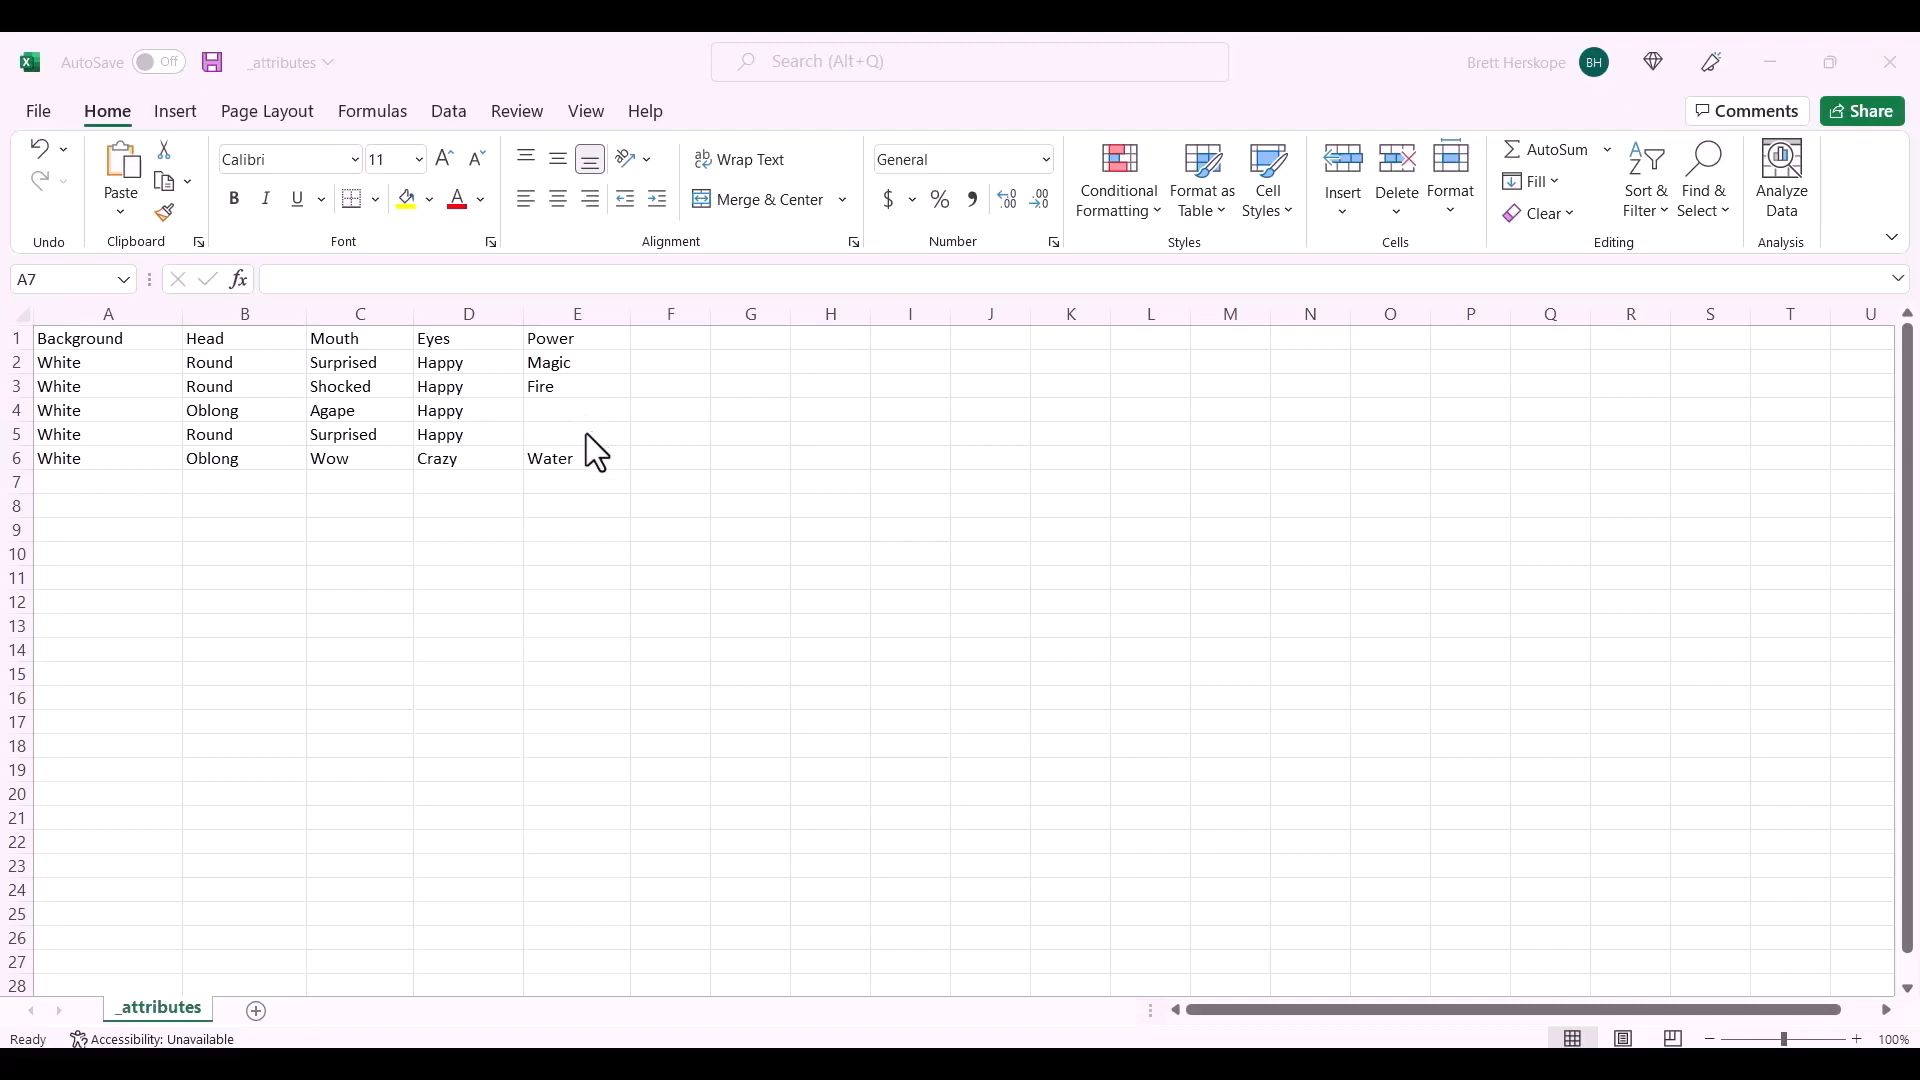 AutoSave Off _attributes Search (Alt+Q) Brett Herskope BH
File Home Insert Page Layout Formulas Data Review View Help Comments Share
Calibri 11 Wrap Text General AutoSum
Paste Conditional Formatting Format as Table Cell Styles Insert Delete Format Fill Sort & Filter Find & Select Analyze Data
B I U Merge & Center $ % Clear
Undo Clipboard Font Alignment Number Styles Cells Editing Analysis
A7 fx
A B C D E F G H I J K L M N O P Q R S T U
1 Background Head Mouth Eyes Power
2 White Round Surprised Happy Magic
3 White Round Shocked Happy Fire
4 White Oblong Agape Happy
5 White Round Surprised Happy
6 White Oblong Wow Crazy Water
7
8
9
10
11
12
13
14
15
16
17
18
19
20
21
22
23
24
25
26
27
28
_attributes
Ready Accessibility: Unavailable 100%